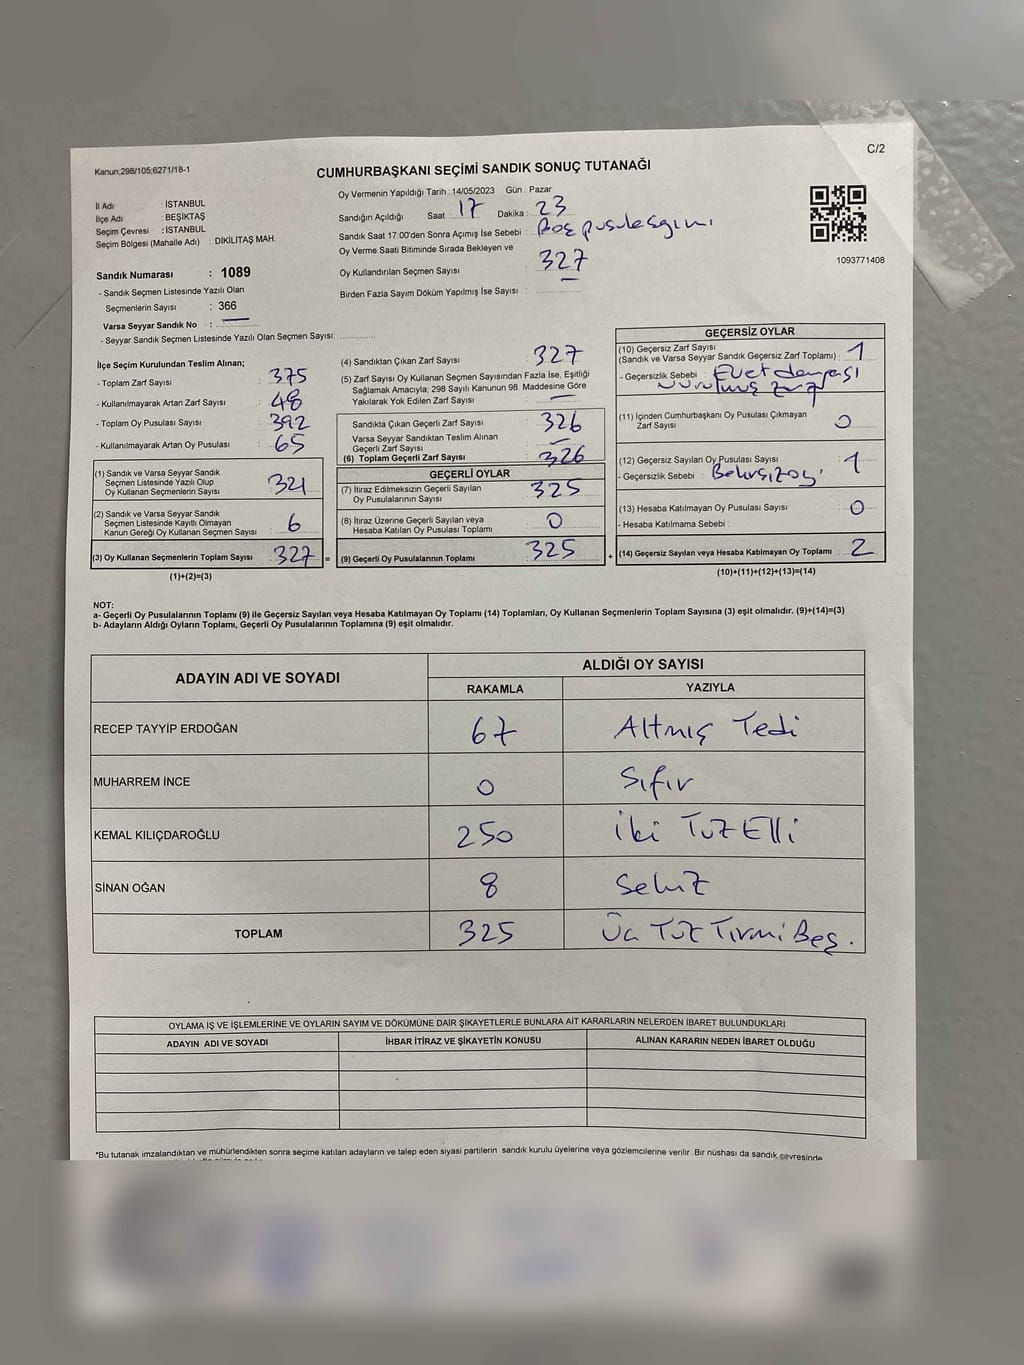 C/2
Kanun;298/105;6271/18-1
CUMHURBAŞKANI SEÇİMİ SANDIK SONUÇ TUTANAĞI
İl Adı : İSTANBUL
İlçe Adı : BEŞİKTAŞ
Seçim Çevresi : İSTANBUL
Seçim Bölgesi (Mahalle Adı) : DİKİLİTAŞ MAH.
Oy Vermenin Yapıldığı Tarih : 14/05/2023 Gün : Pazar
Sandığın Açıldığı Saat : 17 Dakika : 23
Sandık Saat 17:00'den Sonra Açımış İse Sebebi : Boş pusula sayımı
Oy Verme Saati Bitiminde Sırada Bekleyen ve
Oy Kullandırılan Seçmen Sayısı : 327
Birden Fazla Sayım Döküm Yapılmış İse Sayısı :
1093771408
Sandık Numarası : 1089
- Sandık Seçmen Listesinde Yazılı Olan
Seçmenlerin Sayısı : 366
Varsa Seyyar Sandık No :
- Seyyar Sandık Seçmen Listesinde Yazılı Olan Seçmen Sayısı:
İlçe Seçim Kurulundan Teslim Alınan;
- Toplam Zarf Sayısı : 375
- Kullanılmayarak Artan Zarf Sayısı : 48
- Toplam Oy Pusulası Sayısı : 392
- Kullanılmayarak Artan Oy Pusulası : 65
(1) Sandık ve Varsa Seyyar Sandık
Seçmen Listesinde Yazılı Olup
Oy Kullanan Seçmenlerin Sayısı : 321
(2) Sandık ve Varsa Seyyar Sandık
Seçmen Listesinde Kayıtlı Olmayan
Kanun Gereği Oy Kullanan Seçmen Sayısı : 6
(3) Oy Kullanan Seçmenlerin Toplam Sayısı : 327 =
(1)+(2)=(3)
(4) Sandıktan Çıkan Zarf Sayısı : 327
(5) Zarf Sayısı Oy Kullanan Seçmen Sayısından Fazla İse, Eşitliği
Sağlamak Amacıyla; 298 Sayılı Kanunun 98. Maddesine Göre
Yakılarak Yok Edilen Zarf Sayısı : —
Sandıkta Çıkan Geçerli Zarf Sayısı : 326
Varsa Seyyar Sandıktan Teslim Alınan
Geçerli Zarf Sayısı : —
(6) Toplam Geçerli Zarf Sayısı : 326
GEÇERLİ OYLAR
(7) İtiraz Edilmeksizin Geçerli Sayılan
Oy Pusulalarının Sayısı : 325
(8) İtiraz Üzerine Geçerli Sayılan veya
Hesaba Katılan Oy Pusulası Toplamı : 0
(9) Geçerli Oy Pusulalarının Toplamı : 325 +
GEÇERSİZ OYLAR
(10) Geçersiz Zarf Sayısı
(Sandık ve Varsa Seyyar Sandık Geçersiz Zarf Toplamı) : 1
- Geçersizlik Sebebi : Evet damgası
vurulmuş zarf
(11) İçinden Cumhurbaşkanı Oy Pusulası Çıkmayan
Zarf Sayısı : 0
(12) Geçersiz Sayılan Oy Pusulası Sayısı : 1
- Geçersizlik Sebebi : Belirsiz oy
(13) Hesaba Katılmayan Oy Pusulası Sayısı : 0
- Hesaba Katılmama Sebebi :
(14) Geçersiz Sayılan veya Hesaba Katılmayan Oy Toplamı : 2
(10)+(11)+(12)+(13)=(14)
NOT:
a- Geçerli Oy Pusulalarının Toplamı (9) ile Geçersiz Sayılan veya Hesaba Katılmayan Oy Toplamı (14) Toplamları, Oy Kullanan Seçmenlerin Toplam Sayısına (3) eşit olmalıdır. (9)+(14)=(3)
b- Adayların Aldığı Oyların Toplamı, Geçerli Oy Pusulalarının Toplamına (9) eşit olmalıdır.
ADAYIN ADI VE SOYADI
ALDIĞI OY SAYISI
RAKAMLA YAZIYLA
RECEP TAYYİP ERDOĞAN 67 Altmış Yedi
MUHARREM İNCE 0 Sıfır
KEMAL KILIÇDAROĞLU 250 İki Yüz Elli
SİNAN OĞAN 8 Sekiz
TOPLAM 325 Üç Yüz Yirmi Beş.
OYLAMA İŞ VE İŞLEMLERİNE VE OYLARIN SAYIM VE DÖKÜMÜNE DAİR ŞİKAYETLERLE BUNLARA AİT KARARLARIN NELERDEN İBARET BULUNDUKLARI
ADAYIN ADI VE SOYADI İHBAR İTİRAZ VE ŞİKAYETİN KONUSU ALINAN KARARIN NEDEN İBARET OLDUĞU
*Bu tutanak imzalandıktan ve mühürlendikten sonra seçime katılan adayların ve talep eden siyasi partilerin sandık kurulu üyelerine veya gözlemcilerine verilir. Bir nüshası da sandık çevresinde